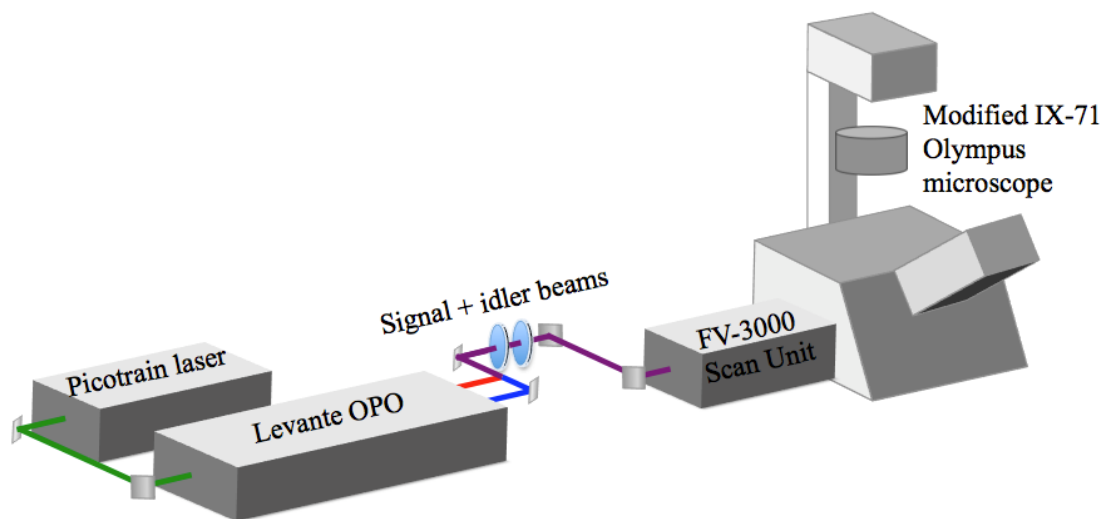 Modified IX-71
Olympus
microscope
Signal + idler beams
FV-3000
Scan Unit
Picotrain laser
Levante OPO